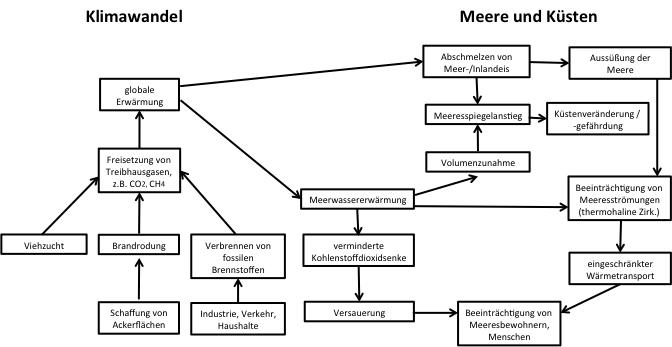 Klimawandel
Meere und Küsten
Abschmelzen von
Meer-/Inlandeis
Aussüßung der
Meere
globale
Erwärmung
Meeresspiegelanstieg
Küstenveränderung /
-gefährdung
Freisetzung von
Treibhausgasen,
z.B. CO2, CH4
Volumenzunahme
Meerwassererwärmung
Beeinträchtigung von
Meeresströmungen
(thermohaline Zirk.)
Viehzucht
Brandrodung
Verbrennen von
fossilen
Brennstoffen
verminderte
Kohlenstoffdioxidsenke
eingeschränkter
Wärmetransport
Schaffung von
Ackerflächen
Industrie, Verkehr,
Haushalte
Versauerung
Beeinträchtigung von
Meeresbewohnern,
Menschen